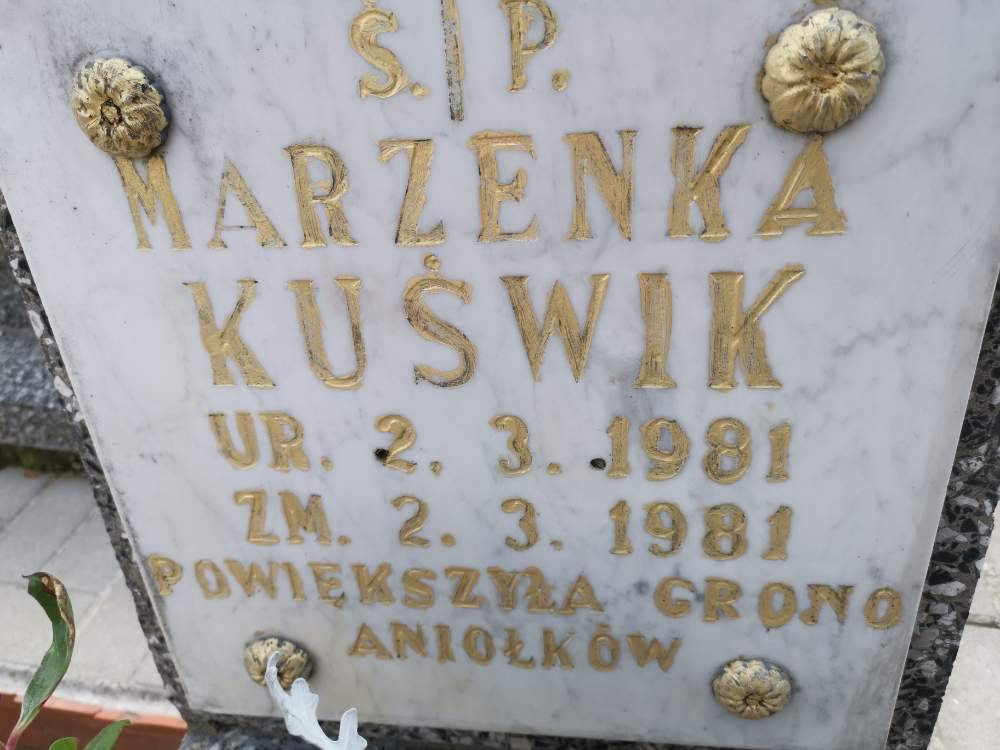 Ś. P.
MARZENKA
KUŚWIK
UR. 2. 3. 1981
ZM. 2. 3. 1981
POWIĘKSZYŁA GRONO
ANIOŁKÓW